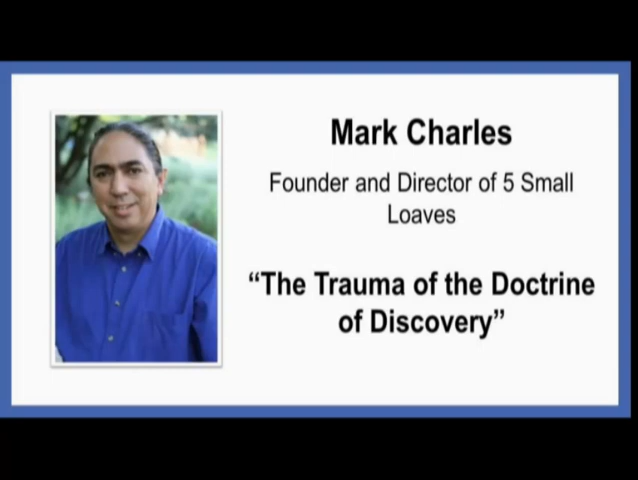 Mark Charles
Founder and Director of 5 Small
Loaves
“The Trauma of the Doctrine
of Discovery”